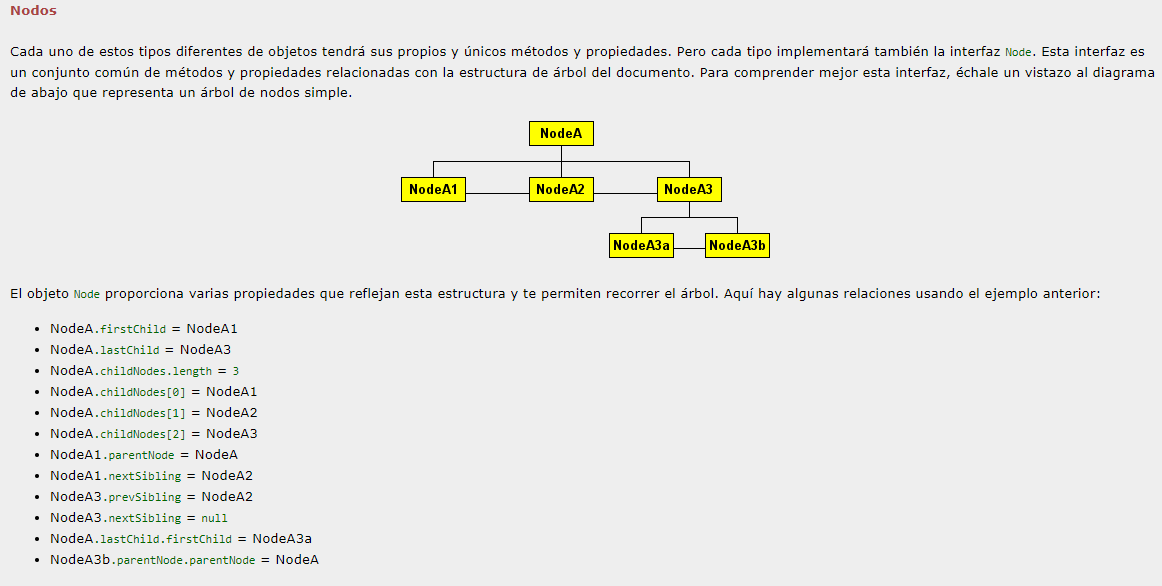 Nodos
Cada uno de estos tipos diferentes de objetos tendrá sus propios y únicos métodos y propiedades. Pero cada tipo implementará también la interfaz Node. Esta interfaz es
un conjunto común de métodos y propiedades relacionadas con la estructura de árbol del documento. Para comprender mejor esta interfaz, échale un vistazo al diagrama
de abajo que representa un árbol de nodos simple.
NodeA
NodeA1 NodeA2 NodeA3
NodeA3a NodeA3b
El objeto Node proporciona varias propiedades que reflejan esta estructura y te permiten recorrer el árbol. Aquí hay algunas relaciones usando el ejemplo anterior:
• NodeA.firstChild = NodeA1
• NodeA.lastChild = NodeA3
• NodeA.childNodes.length = 3
• NodeA.childNodes[0] = NodeA1
• NodeA.childNodes[1] = NodeA2
• NodeA.childNodes[2] = NodeA3
• NodeA1.parentNode = NodeA
• NodeA1.nextSibling = NodeA2
• NodeA3.prevSibling = NodeA2
• NodeA3.nextSibling = null
• NodeA.lastChild.firstChild = NodeA3a
• NodeA3b.parentNode.parentNode = NodeA